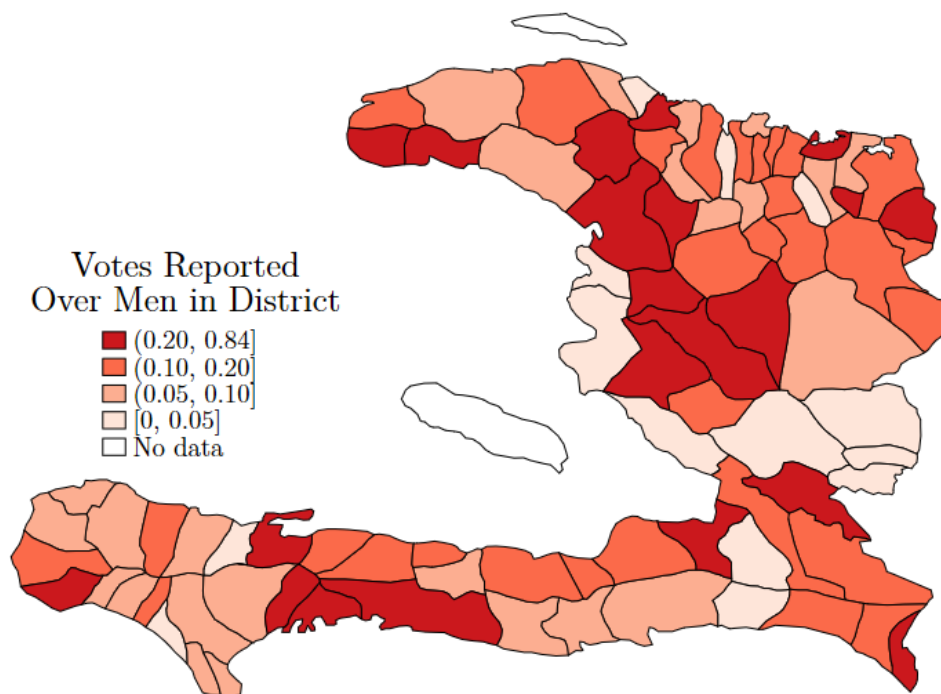 Votes Reported
Over Men in District
(0.20, 0.84]
(0.10, 0.20]
(0.05, 0.10]
[0, 0.05]
No data